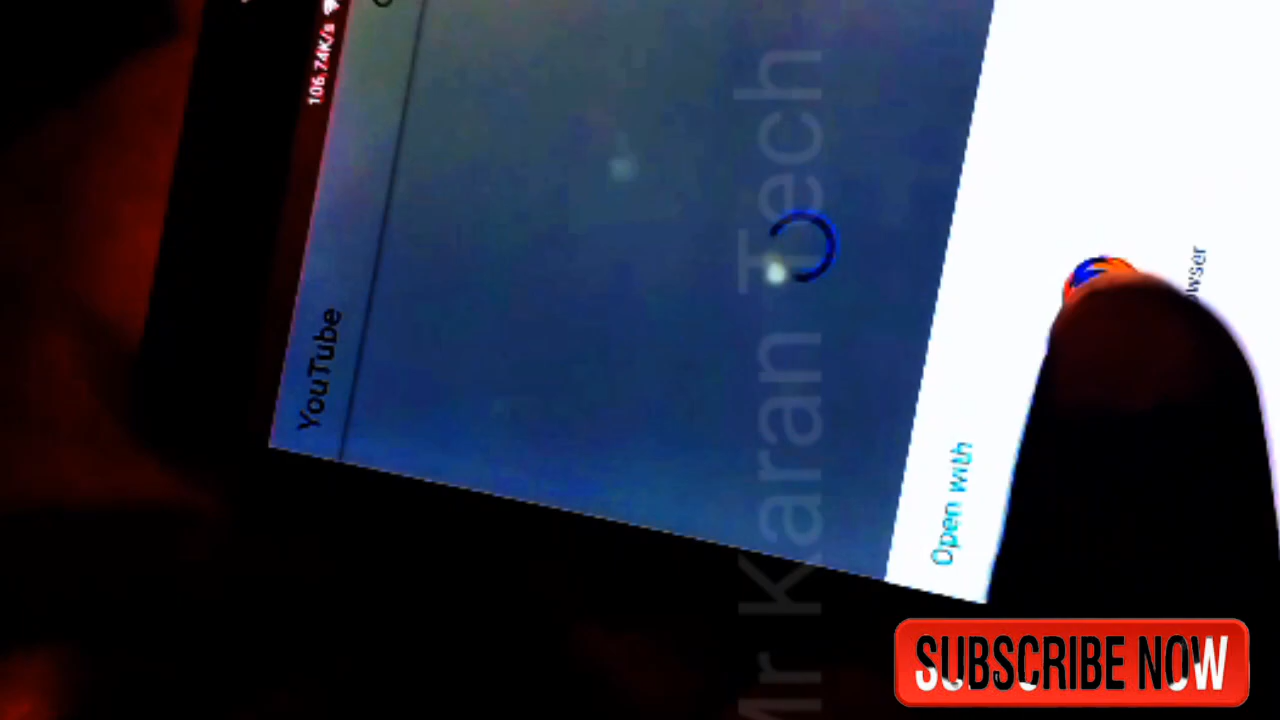 106.74K/s
YouTube
Mr Karan Tech
Open with
SUBSCRIBE NOW